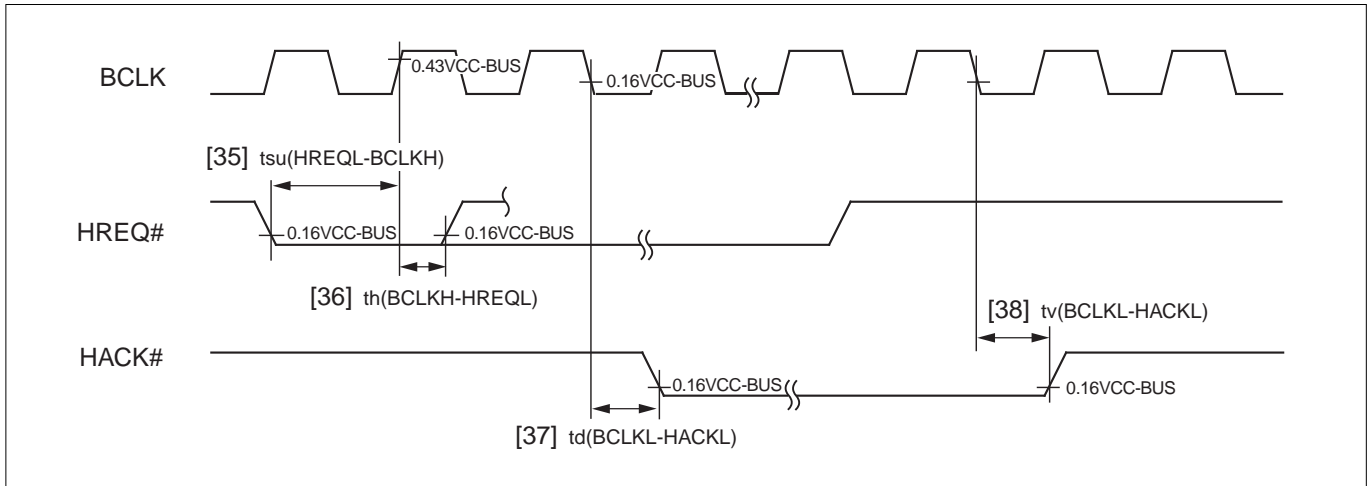 BCLK
0.43VCC-BUS
0.16VCC-BUS
[35] tsu(HREQL-BCLKH)
HREQ#
0.16VCC-BUS
0.16VCC-BUS
[36] th(BCLKH-HREQL)
[38] tv(BCLKL-HACKL)
HACK#
0.16VCC-BUS
0.16VCC-BUS
[37] td(BCLKL-HACKL)